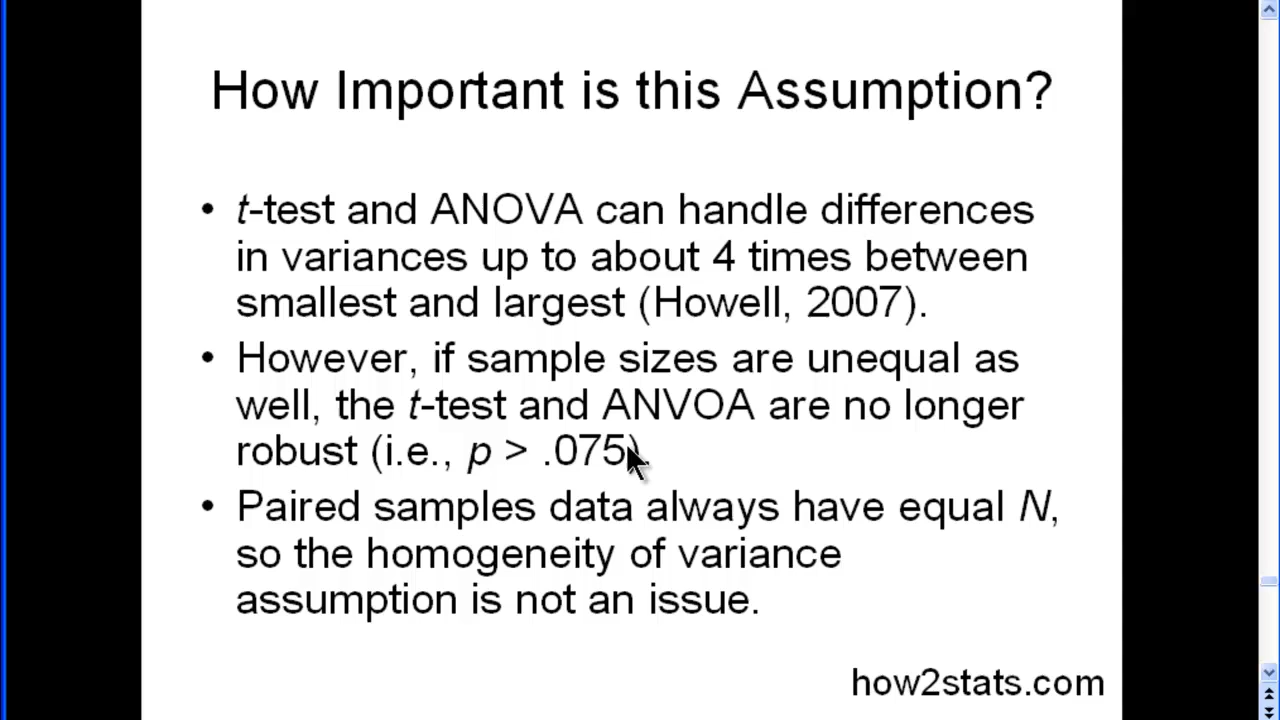 How Important is this Assumption?
• t-test and ANOVA can handle differences
in variances up to about 4 times between
smallest and largest (Howell, 2007).
• However, if sample sizes are unequal as
well, the t-test and ANVOA are no longer
robust (i.e., p > .075).
• Paired samples data always have equal N,
so the homogeneity of variance
assumption is not an issue.
how2stats.com